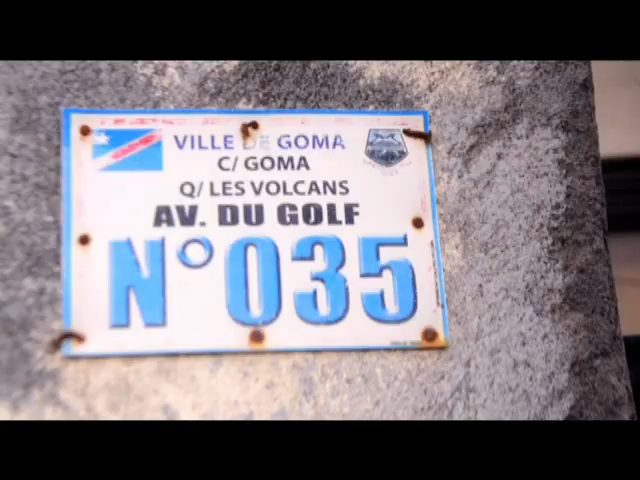 VILLE DE GOMA
C/ GOMA
Q/ LES VOLCANS
AV. DU GOLF
N° 035